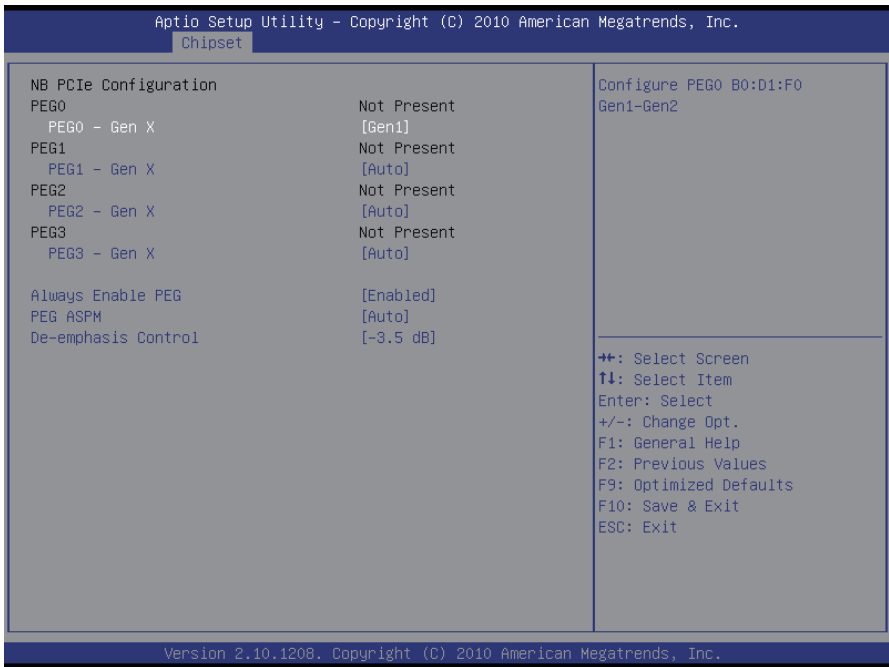 Aptio Setup Utility – Copyright (C) 2010 American Megatrends, Inc.
Chipset
NB PCIe Configuration
PEG0 Not Present
PEG0 – Gen X [Gen1]
PEG1 Not Present
PEG1 – Gen X [Auto]
PEG2 Not Present
PEG2 – Gen X [Auto]
PEG3 Not Present
PEG3 – Gen X [Auto]
Always Enable PEG [Enabled]
PEG ASPM [Auto]
De-emphasis Control [-3.5 dB]
Configure PEG0 B0:D1:F0
Gen1-Gen2
→←: Select Screen
↑↓: Select Item
Enter: Select
+/-: Change Opt.
F1: General Help
F2: Previous Values
F9: Optimized Defaults
F10: Save & Exit
ESC: Exit
Version 2.10.1208. Copyright (C) 2010 American Megatrends, Inc.